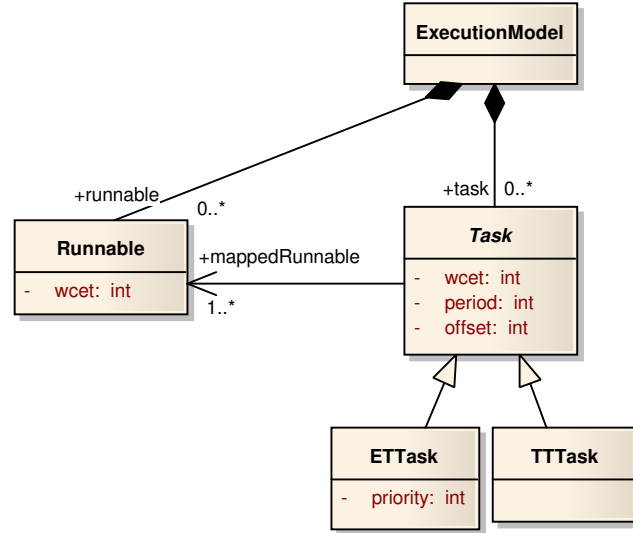 ExecutionModel
+runnable
0..*
+task
0..*
Runnable
- wcet: int
+mappedRunnable
1..*
Task
- wcet: int
- period: int
- offset: int
ETTask
- priority: int
TTTask